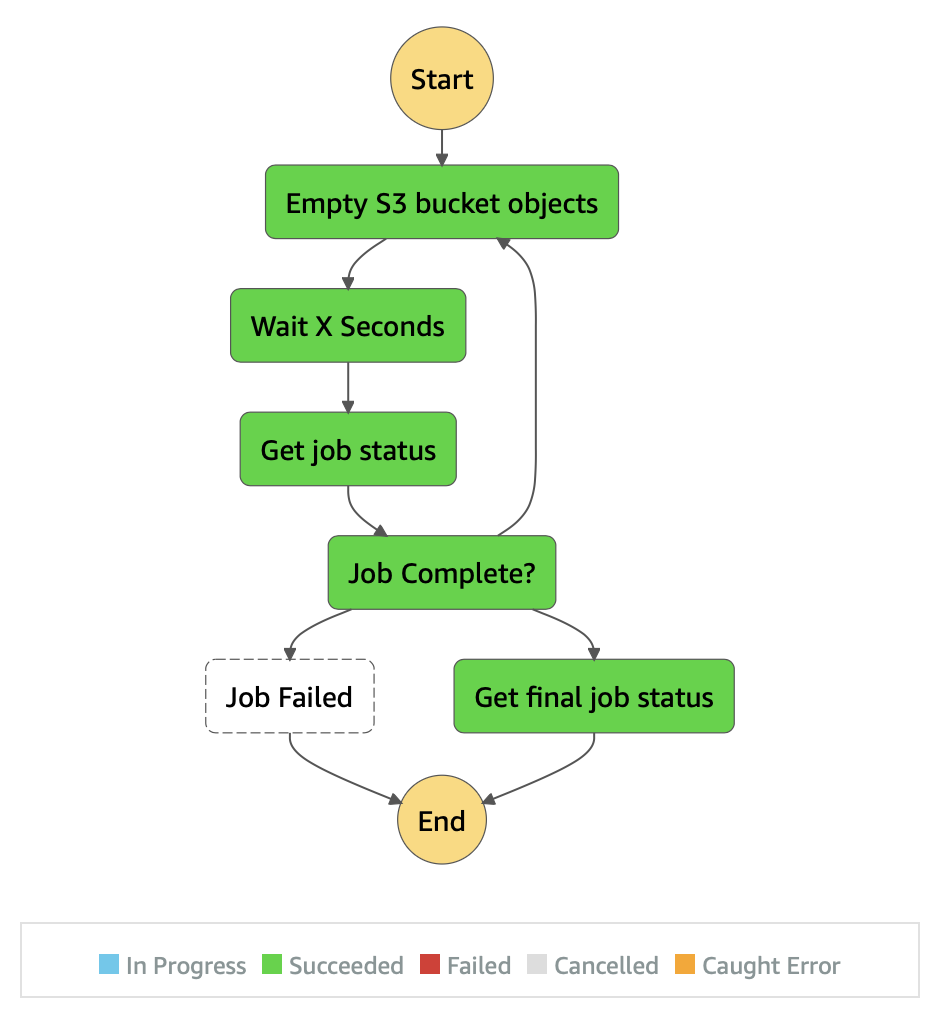 Start
Empty S3 bucket objects
Wait X Seconds
Get job status
Job Complete?
Job Failed
Get final job status
End
In Progress
Succeeded
Failed
Cancelled
Caught Error